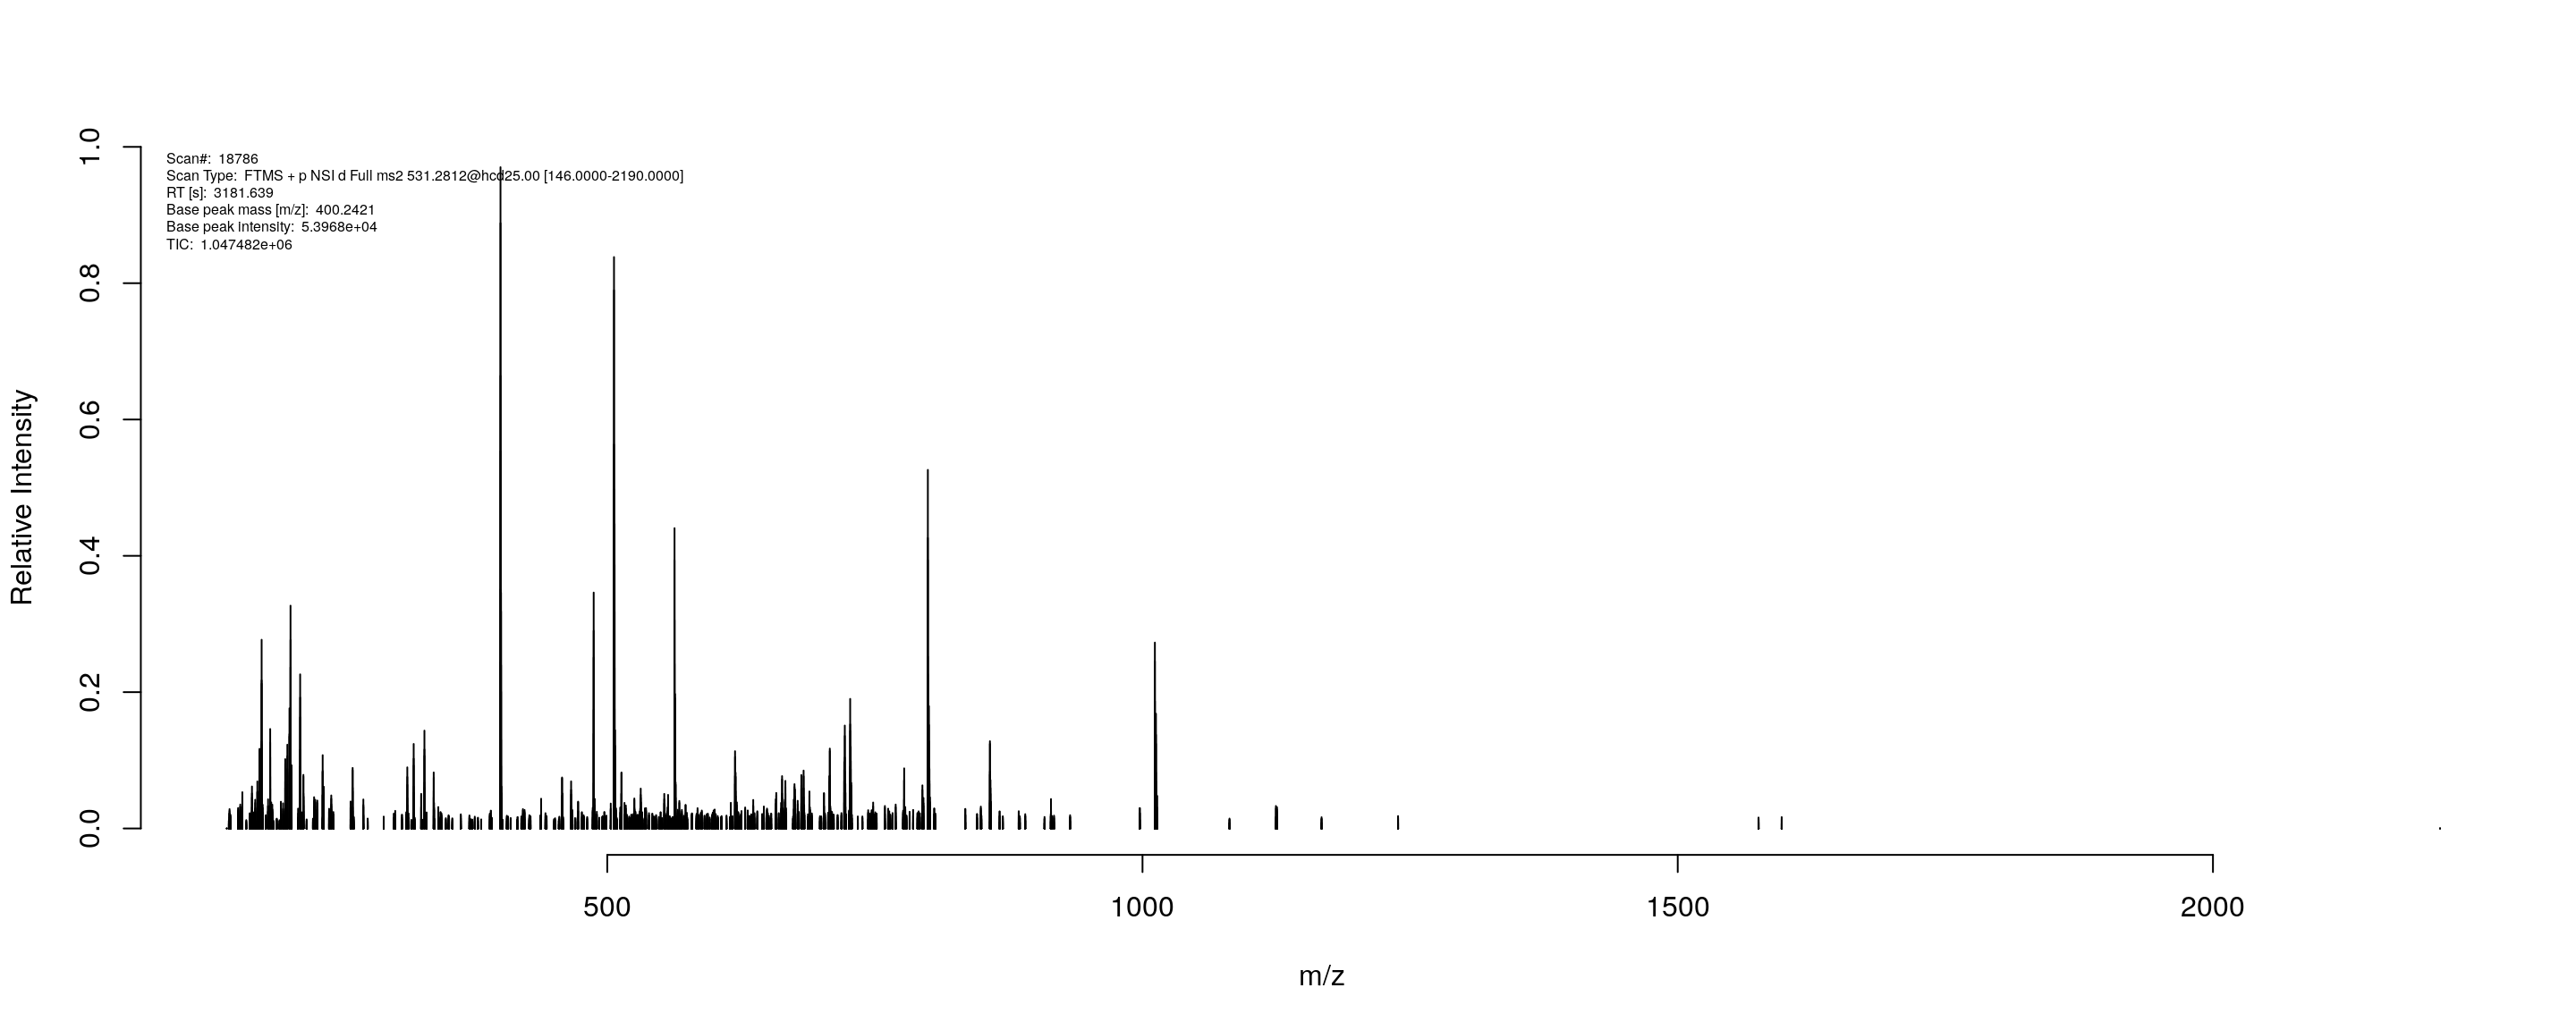 Scan#: 18786
Scan Type: FTMS + p NSI d Full ms2 531.2812@hcd25.00 [146.0000-2190.0000]
RT [s]: 3181.639
Base peak mass [m/z]: 400.2421
Base peak intensity: 5.3968e+04
TIC: 1.047482e+06
Relative Intensity
1.0
0.8
0.6
0.4
0.2
0.0
500 1000 1500 2000
m/z